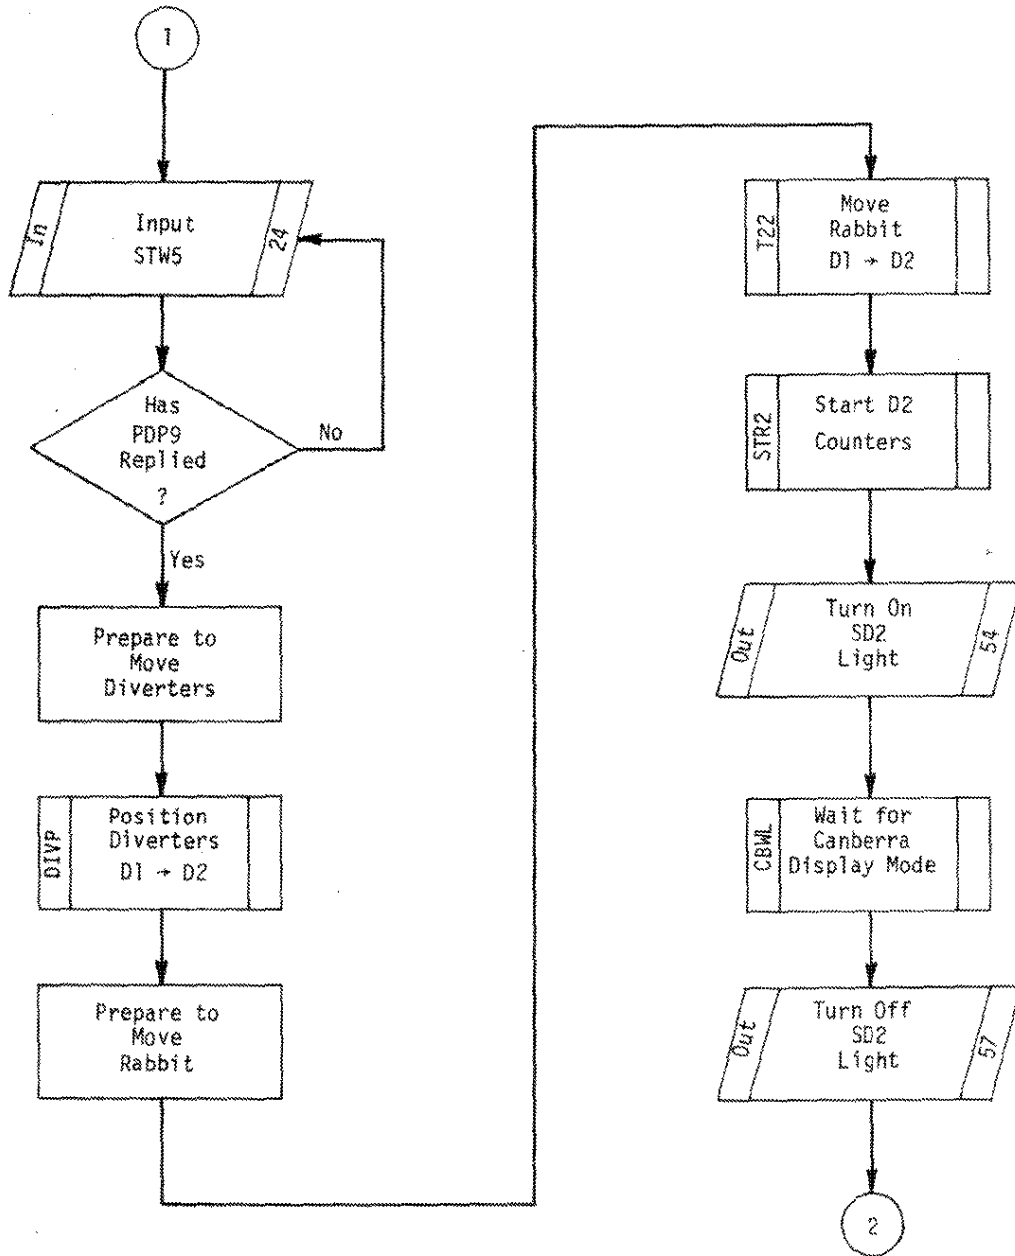 1
In
Input
STW5
24
Has
PDP9
Replied
?
No
Yes
Prepare to
Move
Diverters
DIVP
Position
Diverters
D1 → D2
Prepare to
Move
Rabbit
T22
Move
Rabbit
D1 → D2
STR2
Start D2
Counters
Out
Turn On
SD2
Light
54
CBWL
Wait for
Canberra
Display Mode
Out
Turn Off
SD2
Light
57
2